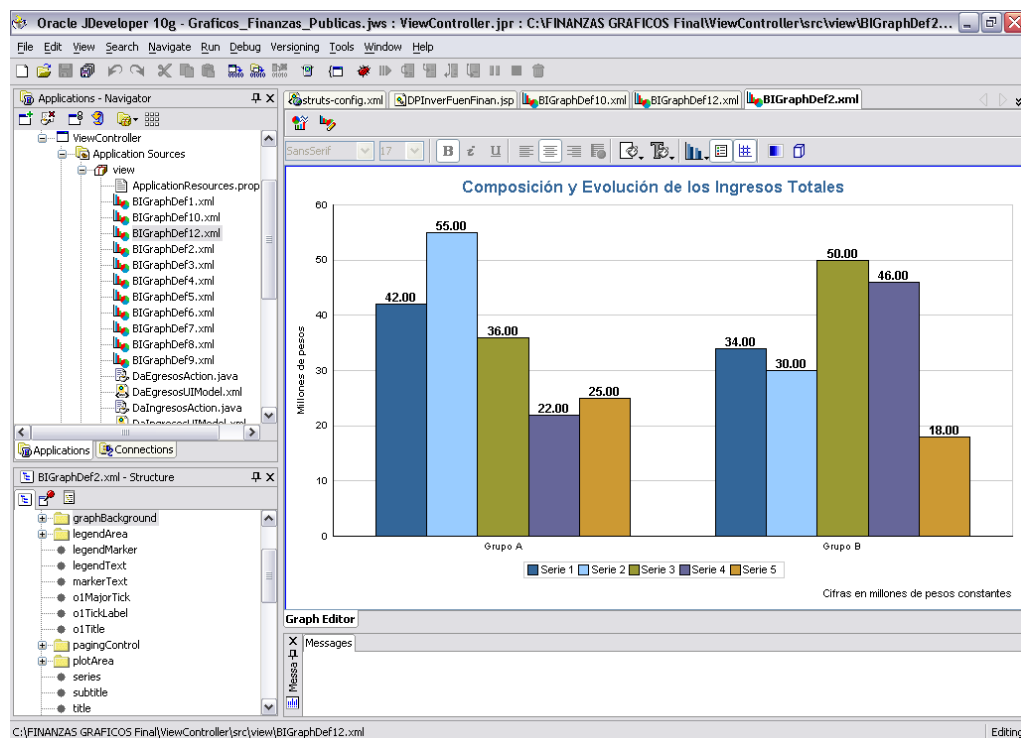 Oracle JDeveloper 10g - Graficos_Finanzas_Publicas.jws : ViewController.jpr : C:\FINANZAS GRAFICOS Final\ViewController\src\view\BIGraphDef2...
File Edit View Search Navigate Run Debug Versioning Tools Window Help
Applications - Navigator
ViewController
Application Sources
view
ApplicationResources.prop
BIGraphDef1.xml
BIGraphDef10.xml
BIGraphDef12.xml
BIGraphDef2.xml
BIGraphDef3.xml
BIGraphDef4.xml
BIGraphDef5.xml
BIGraphDef6.xml
BIGraphDef7.xml
BIGraphDef8.xml
BIGraphDef9.xml
DaEgresosAction.java
DaEgresosUIModel.xml
DaIngresosAction.java
DaIngresosUIModel.xml
Applications Connections
BIGraphDef2.xml - Structure
graphBackground
legendArea
legendMarker
legendText
markerText
o1MajorTick
o1TickLabel
o1Title
pagingControl
plotArea
series
subtitle
title
struts-config.xml DPInverFuenFinan.jsp BIGraphDef10.xml BIGraphDef12.xml BIGraphDef2.xml
SansSerif 17 B i U
Composición y Evolución de los Ingresos Totales
Millones de pesos
60
50
40
30
20
10
0
42.00
55.00
36.00
22.00
25.00
34.00
30.00
50.00
46.00
18.00
Grupo A Grupo B
Serie 1 Serie 2 Serie 3 Serie 4 Serie 5
Cifras en millones de pesos constantes
Graph Editor
Messages
Messa
C:\FINANZAS GRAFICOS Final\ViewController\src\view\BIGraphDef12.xml
Editing